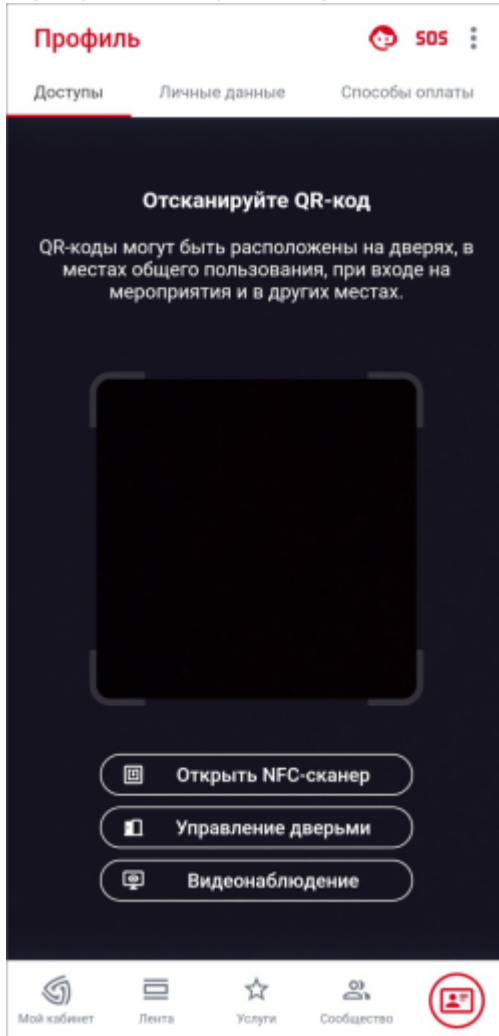 Профиль
SOS
Доступы Личные данные Способы оплаты
Отсканируйте QR-код
QR-коды могут быть расположены на дверях, в
местах общего пользования, при входе на
мероприятия и в других местах.
Открыть NFC-сканер
Управление дверьми
Видеонаблюдение
Мой кабинет Лента Услуги Сообщество